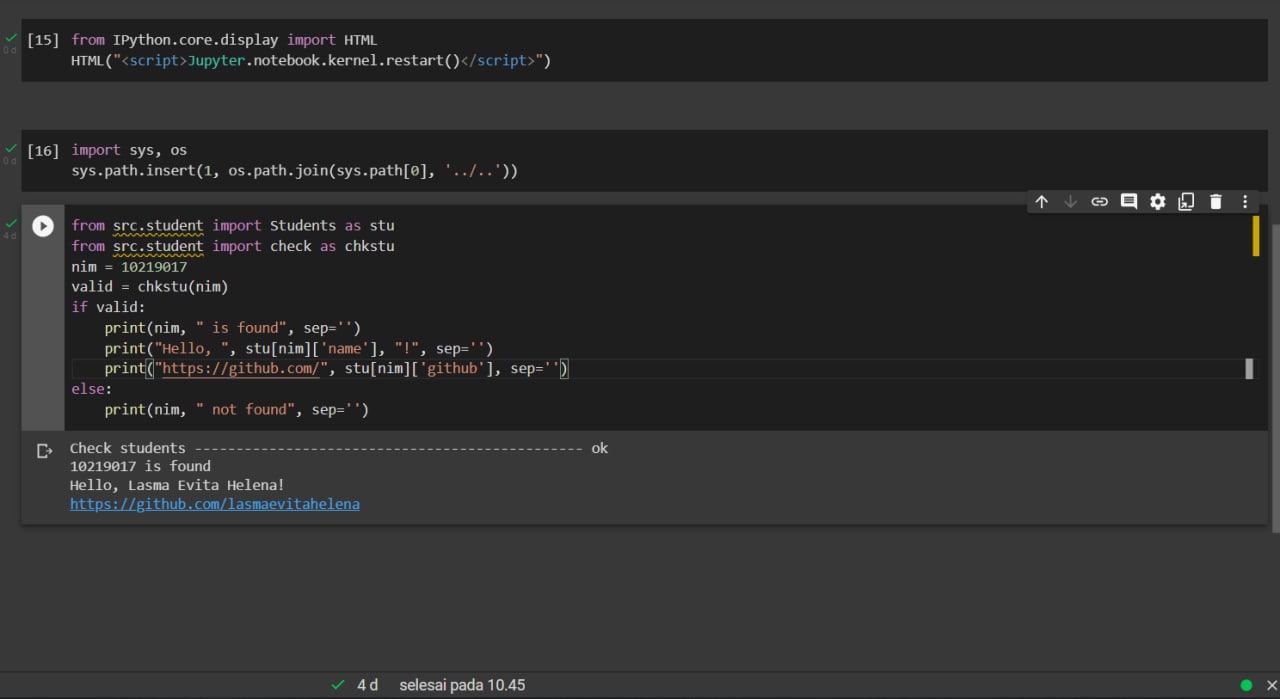 [15] from IPython.core.display import HTML
HTML("<script>Jupyter.notebook.kernel.restart()</script>")
0 d
[16] import sys, os
sys.path.insert(1, os.path.join(sys.path[0], '../..'))
0 d
from src.student import Students as stu
from src.student import check as chkstu
4 d
nim = 10219017
valid = chkstu(nim)
if valid:
    print(nim, " is found", sep='')
    print("Hello, ", stu[nim]['name'], "!", sep='')
    print("https://github.com/", stu[nim]['github'], sep='')
else:
    print(nim, " not found", sep='')
Check students ----------------------------------------------- ok
10219017 is found
Hello, Lasma Evita Helena!
https://github.com/lasmaevitahelena
4 d selesai pada 10.45